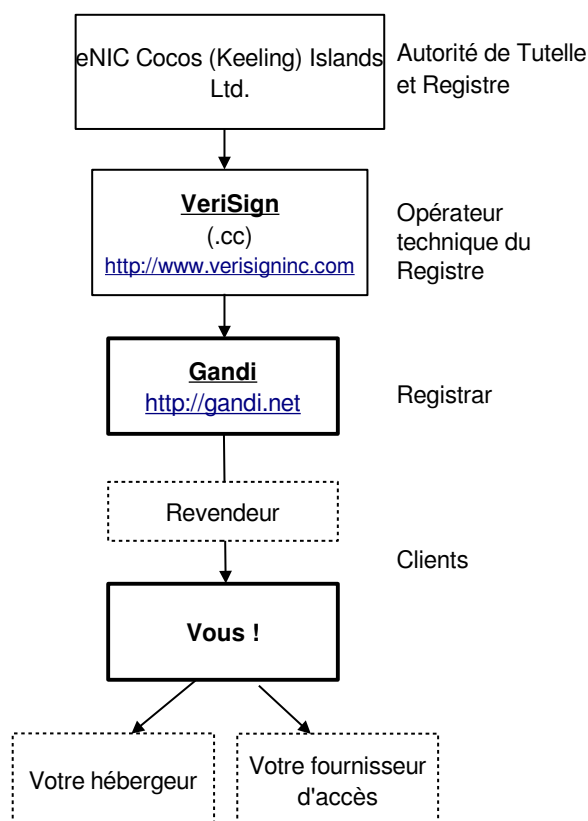 eNIC Cocos (Keeling) Islands
Ltd.
Autorité de Tutelle
et Registre
VeriSign
(.cc)
http://www.verisigninc.com
Opérateur
technique du
Registre
Gandi
http://gandi.net
Registrar
Revendeur
Clients
Vous !
Votre hébergeur
Votre fournisseur
d'accès